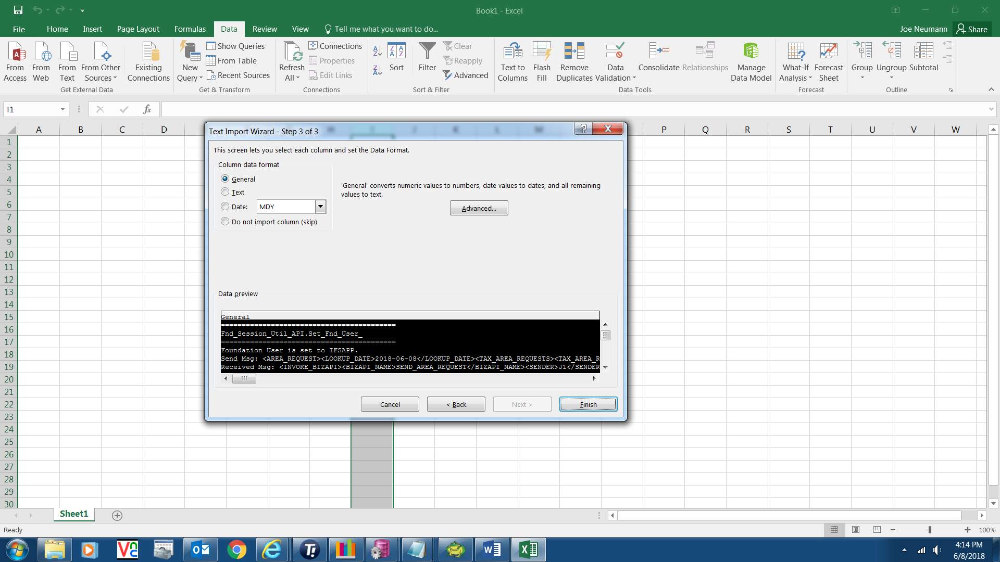 Book1 - Excel
File Home Insert Page Layout Formulas Data Review View Tell me what you want to do... Joe Neumann Share
From Access
From Web
From Text
From Other Sources
Existing Connections
Get External Data
New Query
Show Queries
From Table
Recent Sources
Get & Transform
Refresh All
Connections
Properties
Edit Links
Connections
Sort
Filter
Clear
Reapply
Advanced
Sort & Filter
Text to Columns
Flash Fill
Remove Duplicates
Data Validation
Consolidate
Relationships
Manage Data Model
Data Tools
What-If Analysis
Forecast Sheet
Forecast
Group
Ungroup
Subtotal
Outline
I1
fx
A B C D H I J K L M P Q R S T U V W
1
2
3
4
5
6
7
8
9
10
11
12
13
14
15
16
17
18
19
20
21
22
23
24
25
26
27
28
29
30
Text Import Wizard - Step 3 of 3
This screen lets you select each column and set the Data Format.
Column data format
General
Text
Date: MDY
Do not import column (skip)
'General' converts numeric values to numbers, date values to dates, and all remaining
values to text.
Advanced...
Data preview
General
==========================================
Fnd_Session_Util_API.Set_Fnd_User_
==========================================
Foundation User is set to IFSAPP.
Send Msg: <AREA_REQUEST><LOOKUP_DATE>2018-06-08</LOOKUP_DATE><TAX_AREA_REQUESTS><TAX_AREA_R
Received Msg: <INVOKE_BIZAPI><BIZAPI_NAME>SEND_AREA_REQUEST</BIZAPI_NAME><SENDER>J1</SENDER
Cancel < Back Next > Finish
Sheet1
Ready
100%
4:14 PM
6/8/2018